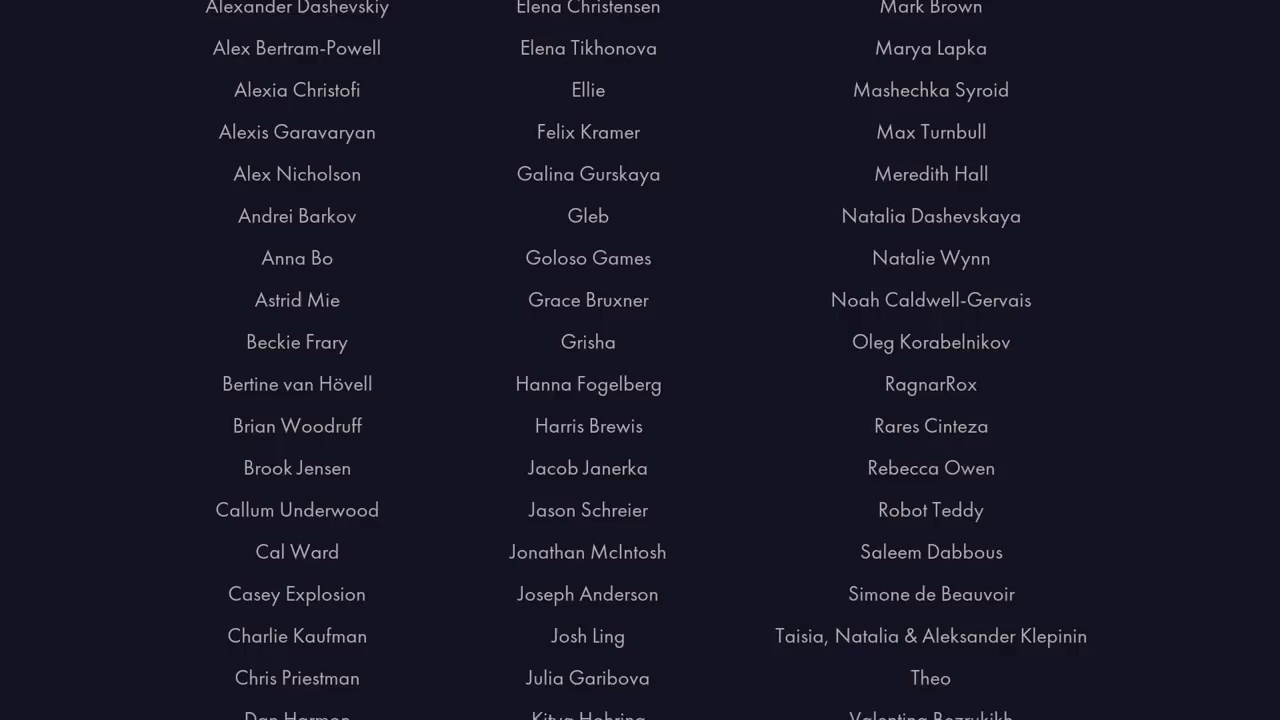 Alexander Dashevskiy Elena Christensen Mark Brown
Alex Bertram-Powell Elena Tikhonova Marya Lapka
Alexia Christofi Ellie Mashechka Syroid
Alexis Garavaryan Felix Kramer Max Turnbull
Alex Nicholson Galina Gurskaya Meredith Hall
Andrei Barkov Gleb Natalia Dashevskaya
Anna Bo Goloso Games Natalie Wynn
Astrid Mie Grace Bruxner Noah Caldwell-Gervais
Beckie Frary Grisha Oleg Korabelnikov
Bertine van Hövell Hanna Fogelberg RagnarRox
Brian Woodruff Harris Brewis Rares Cinteza
Brook Jensen Jacob Janerka Rebecca Owen
Callum Underwood Jason Schreier Robot Teddy
Cal Ward Jonathan McIntosh Saleem Dabbous
Casey Explosion Joseph Anderson Simone de Beauvoir
Charlie Kaufman Josh Ling Taisia, Natalia & Aleksander Klepinin
Chris Priestman Julia Garibova Theo
Dan Harmon Valentina Bezrukikh